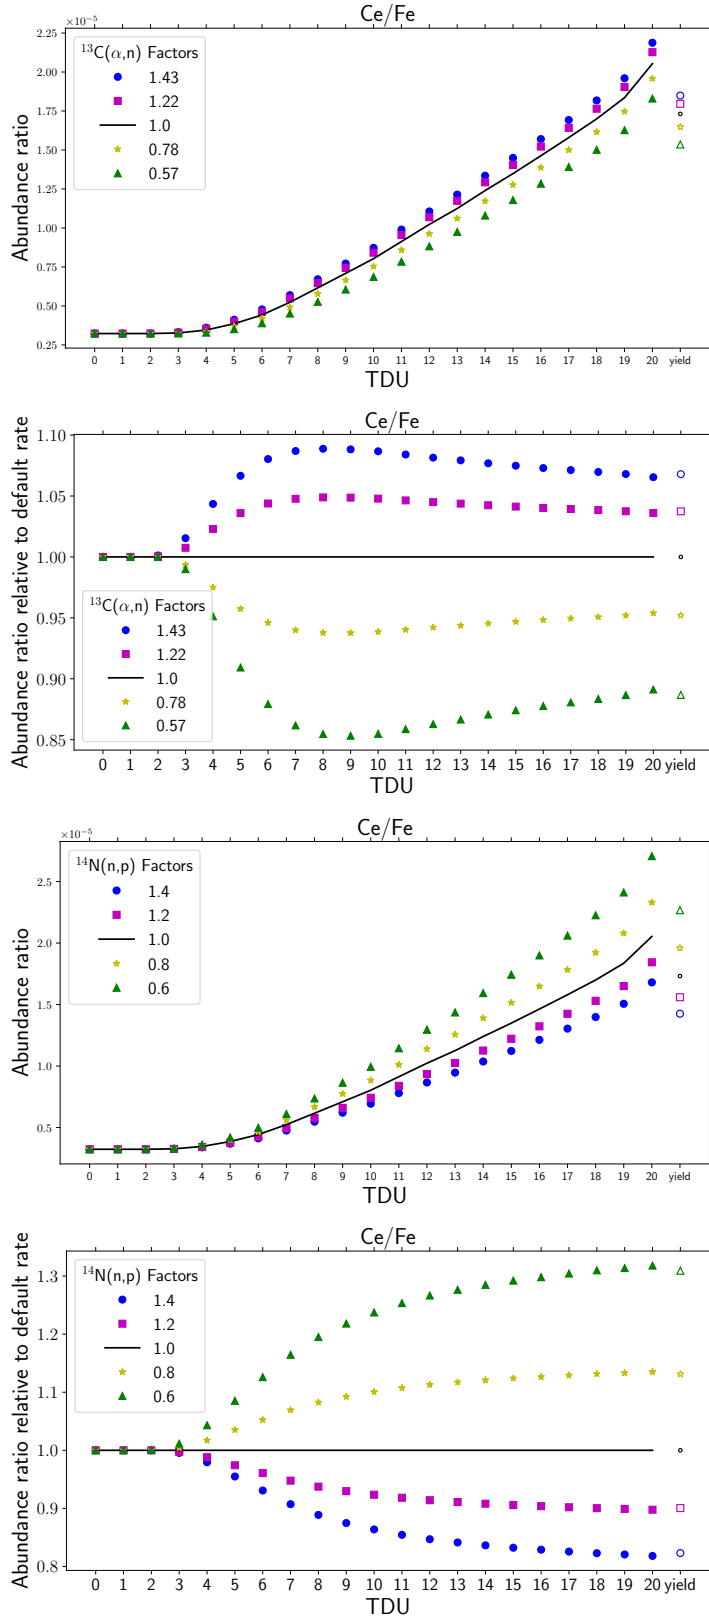 Ce/Fe
×10⁻⁵
¹³C(α,n) Factors
1.43
1.22
1.0
0.78
0.57
2.25
2.00
1.75
1.50
1.25
1.00
0.75
0.50
0.25
Abundance ratio
0 1 2 3 4 5 6 7 8 9 10 11 12 13 14 15 16 17 18 19 20 yield
TDU
Ce/Fe
1.10
1.05
1.00
0.95
0.90
0.85
Abundance ratio relative to default rate
¹³C(α,n) Factors
1.43
1.22
1.0
0.78
0.57
0 1 2 3 4 5 6 7 8 9 10 11 12 13 14 15 16 17 18 19 20 yield
TDU
Ce/Fe
×10⁻⁵
¹⁴N(n,p) Factors
1.4
1.2
1.0
0.8
0.6
2.5
2.0
1.5
1.0
0.5
Abundance ratio
0 1 2 3 4 5 6 7 8 9 10 11 12 13 14 15 16 17 18 19 20 yield
TDU
Ce/Fe
¹⁴N(n,p) Factors
1.4
1.2
1.0
0.8
0.6
1.3
1.2
1.1
1.0
0.9
0.8
Abundance ratio relative to default rate
0 1 2 3 4 5 6 7 8 9 10 11 12 13 14 15 16 17 18 19 20 yield
TDU